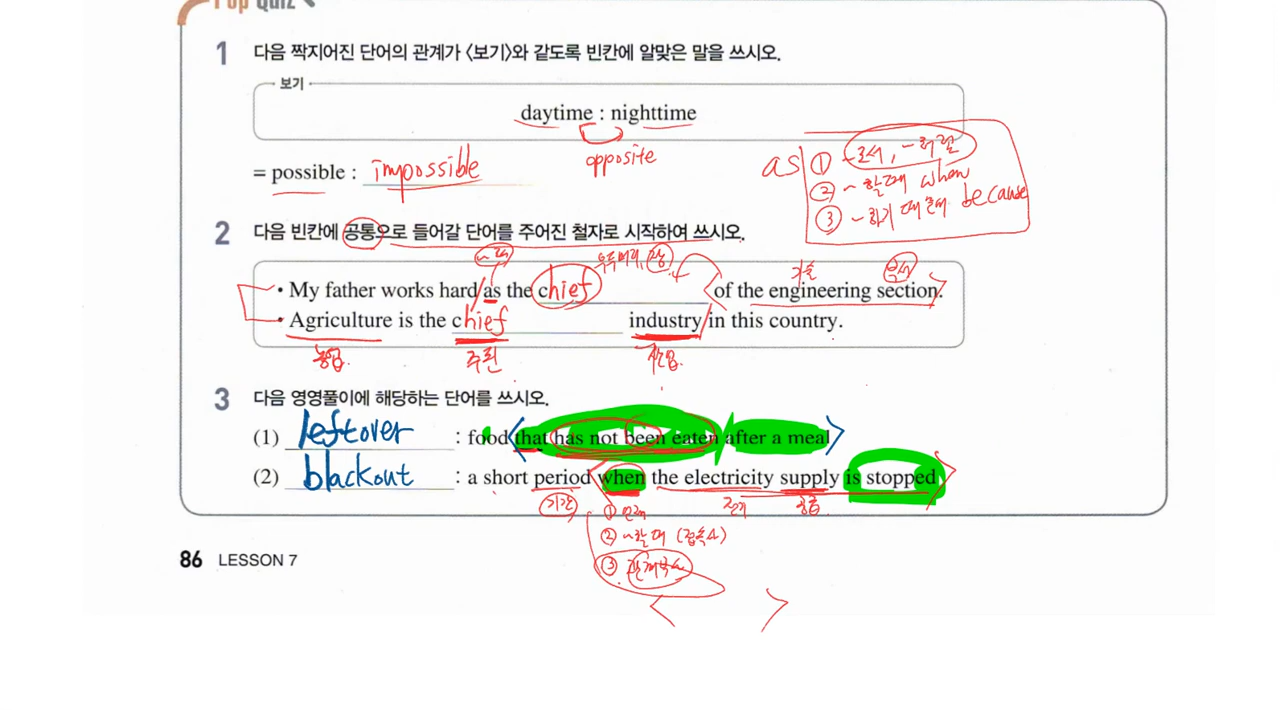 Pop Quiz
1 다음 짝지어진 단어의 관계가 〈보기〉와 같도록 빈칸에 알맞은 말을 쓰시오.
보기
daytime : nighttime
opposite
= possible : impossible
as ① ~로서, ~처럼
② ~할 때 when
③ ~하기 때문에 because
2 다음 빈칸에 공통으로 들어갈 단어를 주어진 철자로 시작하여 쓰시오.
장
기술
• My father works hard as the chief of the engineering section.
• Agriculture is the chief industry in this country.
농업 주된 산업
3 다음 영영풀이에 해당하는 단어를 쓰시오.
(1) leftover : food that has not been eaten after a meal
(2) blackout : a short period when the electricity supply is stopped
기간 전기 공급
① 언제
② ~할 때 (접속사)
③ 관계부사
86 LESSON 7